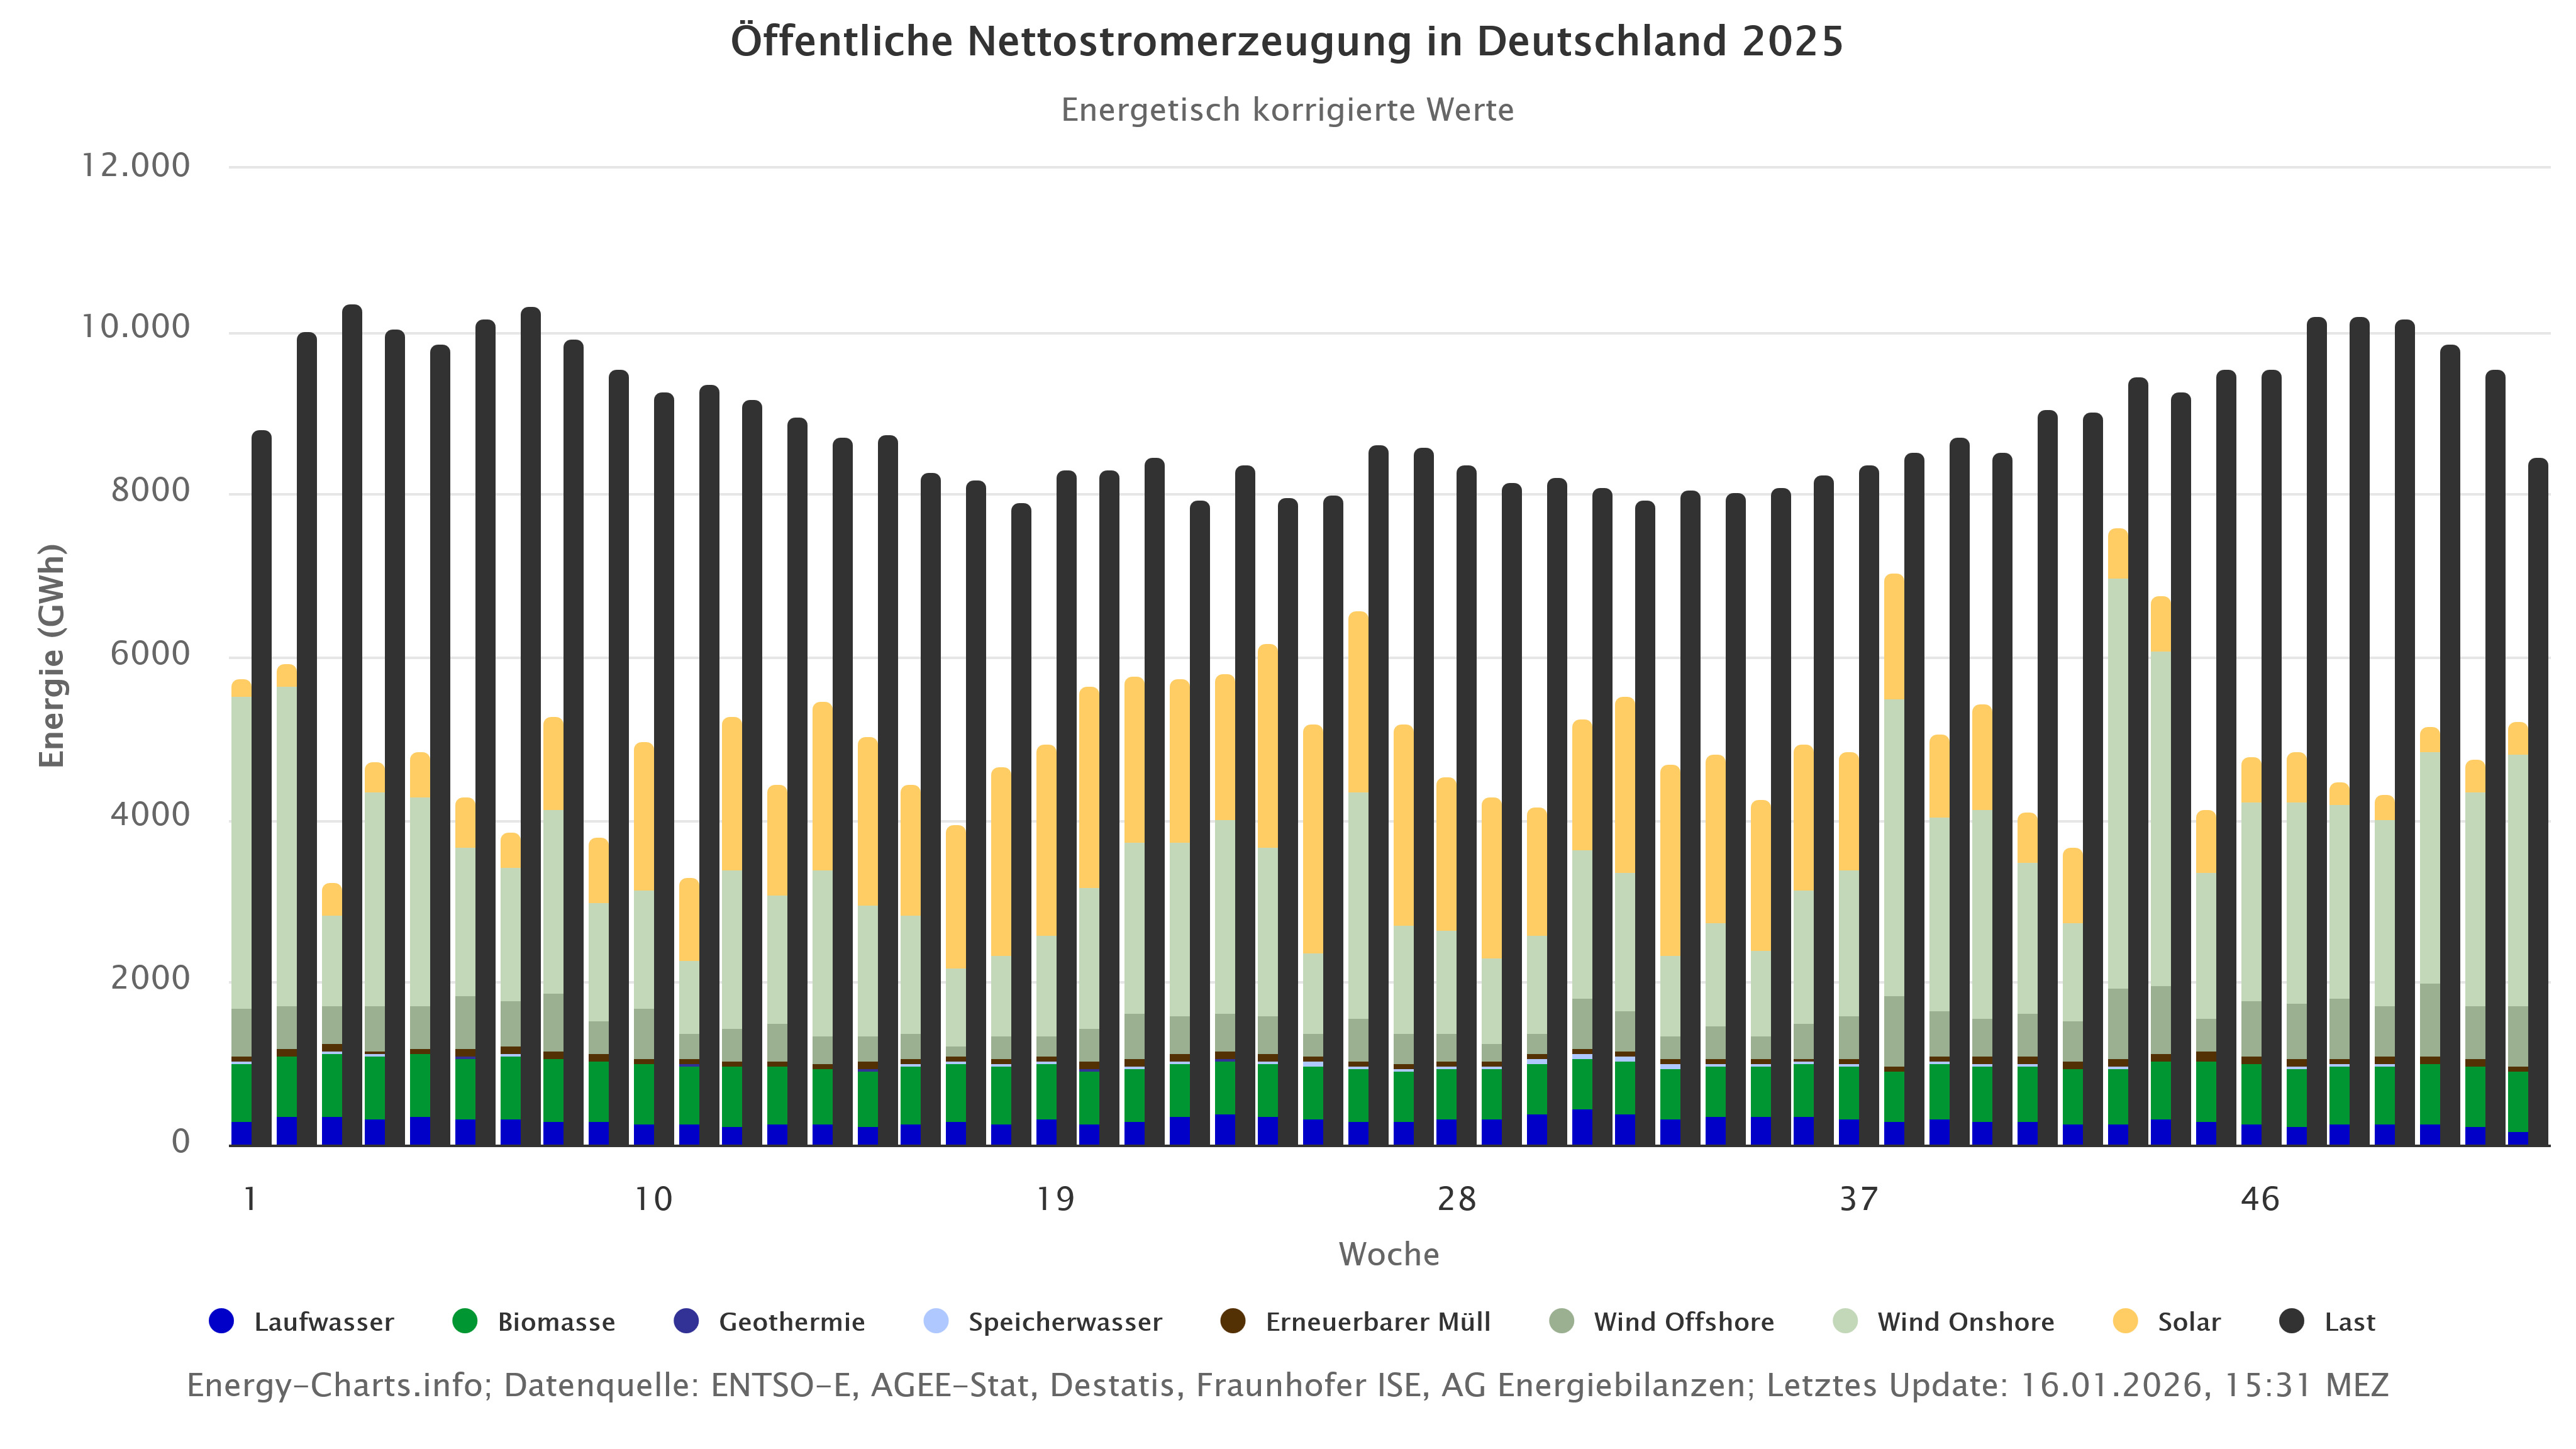 Öffentliche Nettostromerzeugung in Deutschland 2025
Energetisch korrigierte Werte
12.000
10.000
8000
6000
4000
2000
0
Energie (GWh)
1 10 19 28 37 46
Woche
Laufwasser Biomasse Geothermie Speicherwasser Erneuerbarer Müll Wind Offshore Wind Onshore Solar Last
Energy-Charts.info; Datenquelle: ENTSO-E, AGEE-Stat, Destatis, Fraunhofer ISE, AG Energiebilanzen; Letztes Update: 16.01.2026, 15:31 MEZ